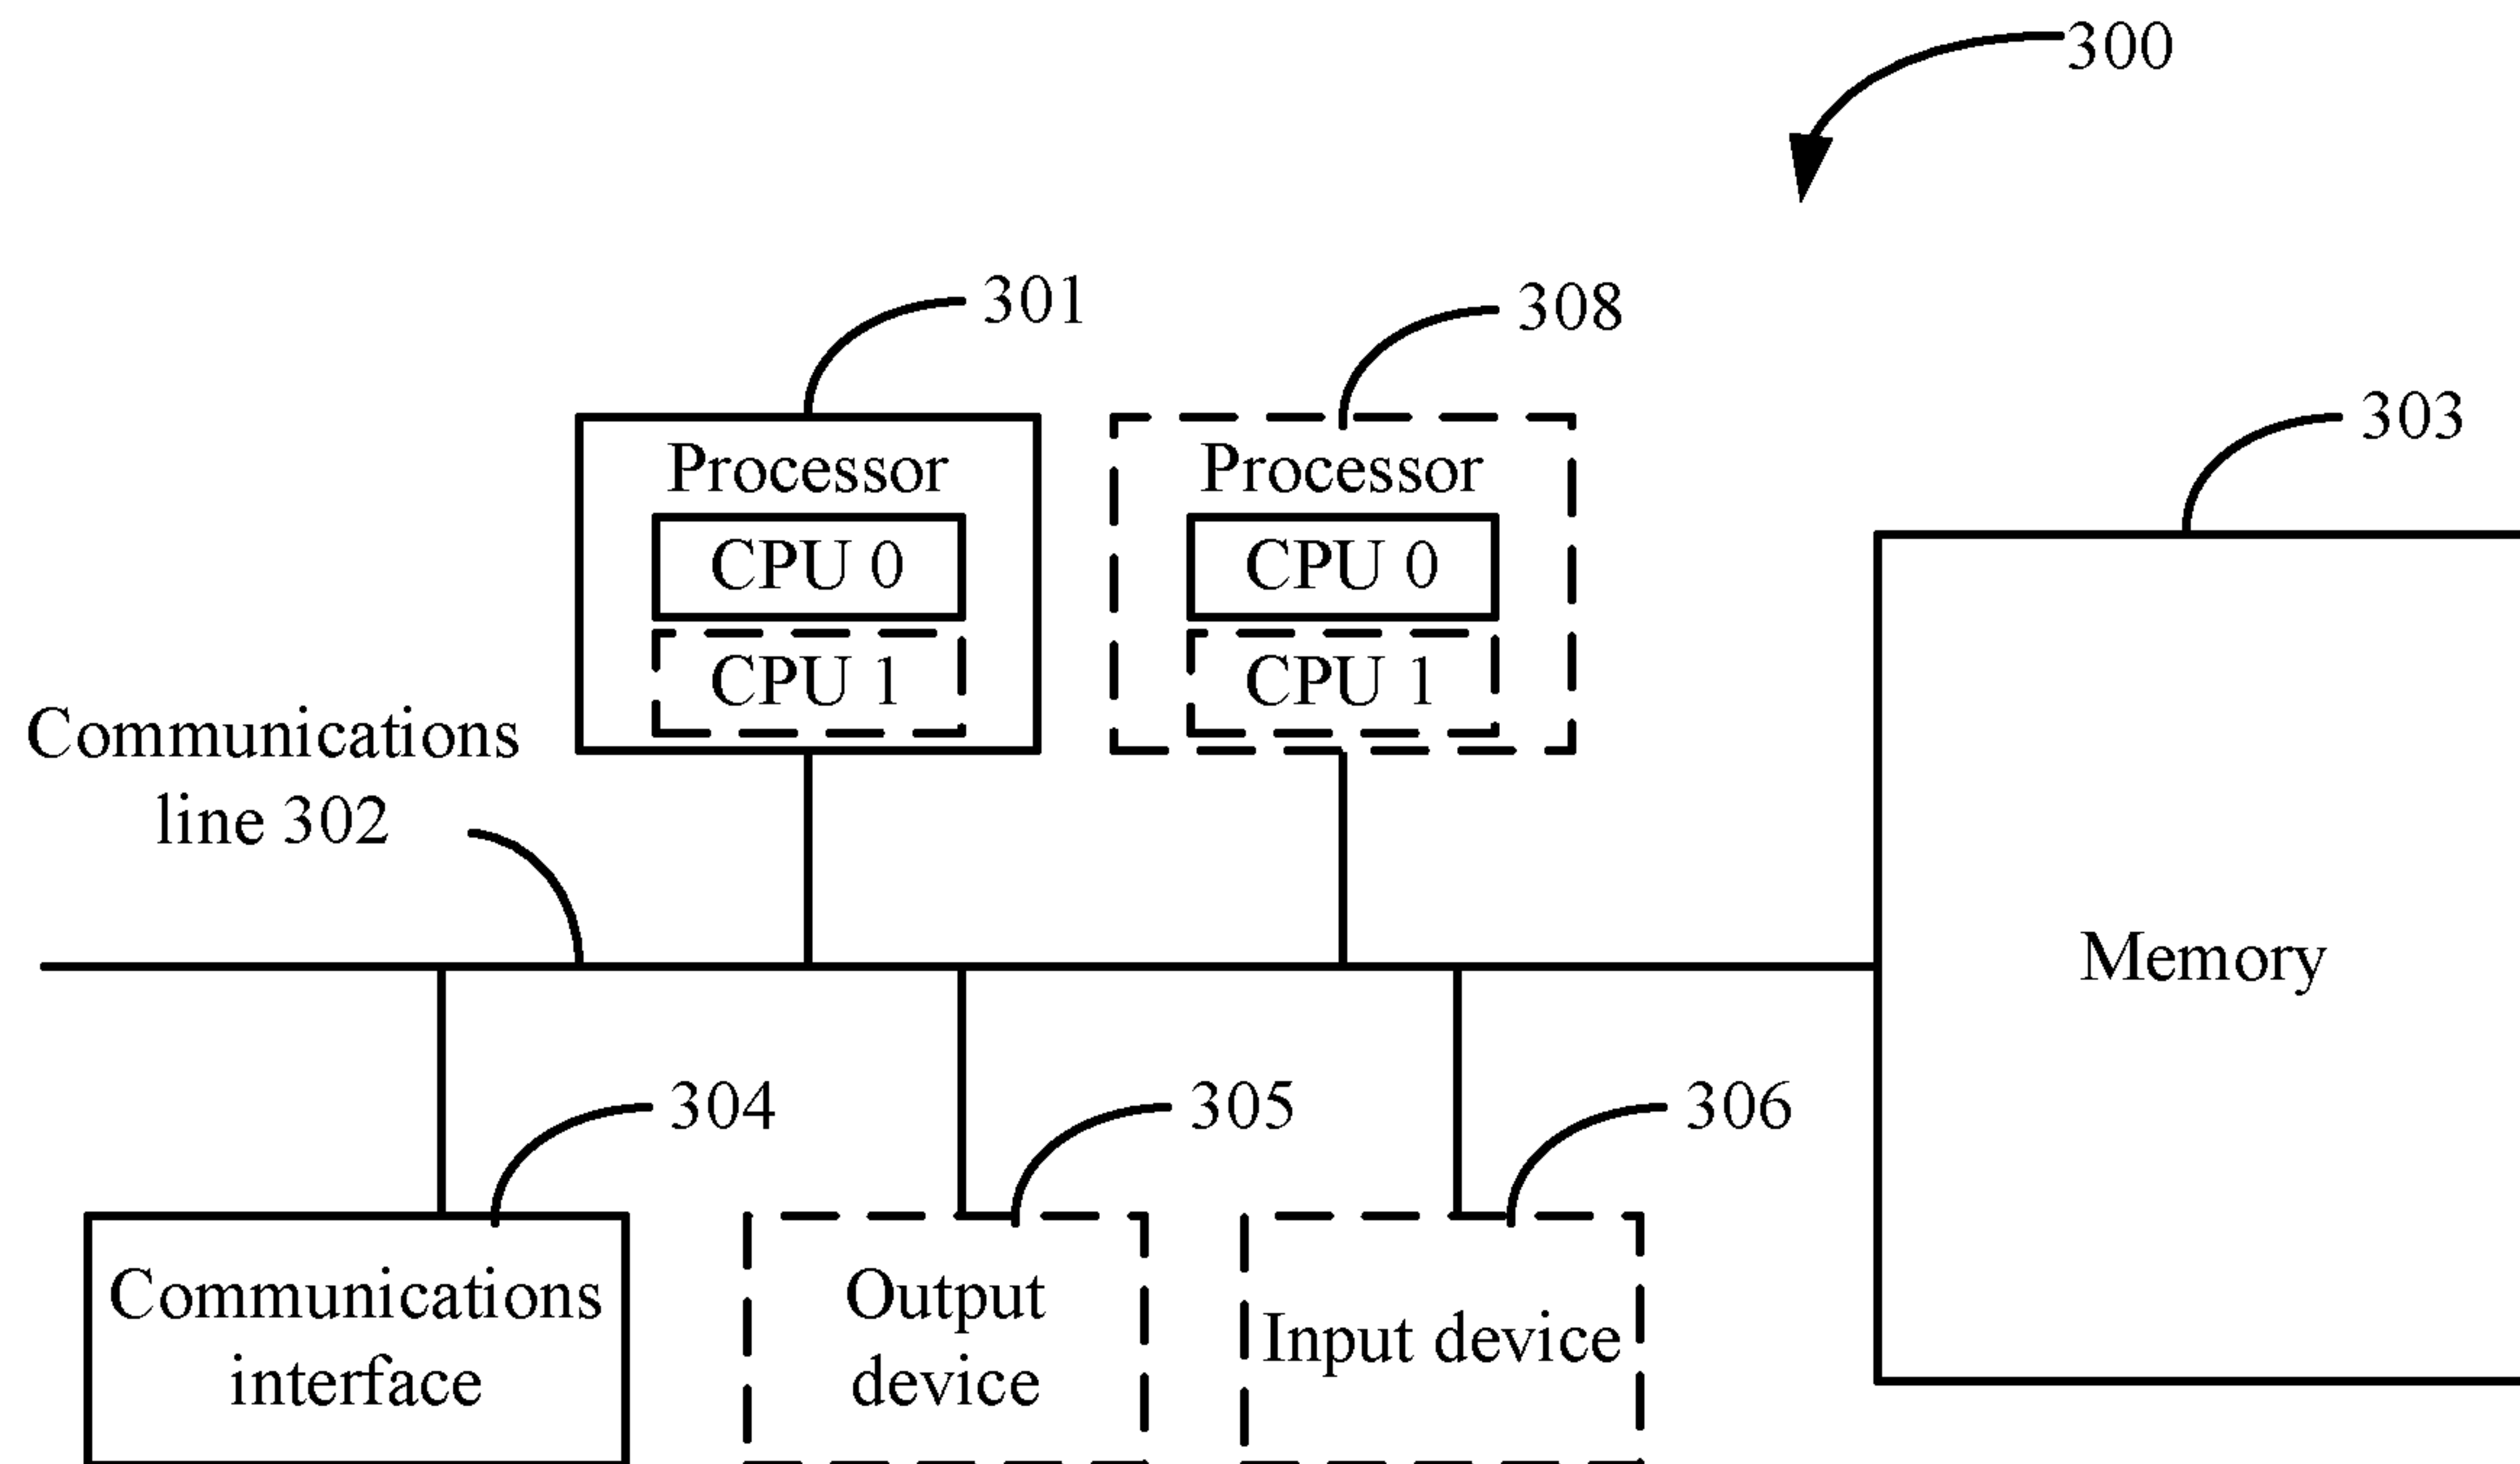 300
301
308
303
Processor
CPU 0
CPU 1
Processor
CPU 0
CPU 1
Communications
line 302
Memory
304
305
306
Communications
interface
Output
device
Input device